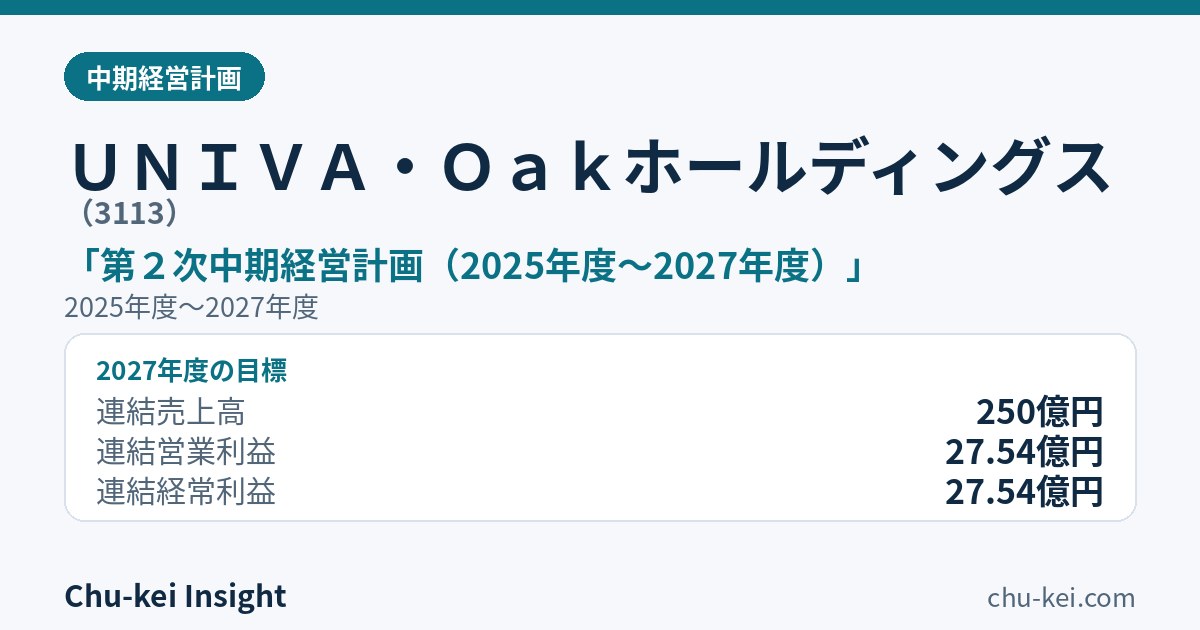 中期経営計画
ＵＮＩＶＡ・Ｏａｋホールディングス
（3113）
「第２次中期経営計画（2025年度〜2027年度）」
2025年度〜2027年度
2027年度の目標
連結売上高 250億円
連結営業利益 27.54億円
連結経常利益 27.54億円
Chu-kei Insight chu-kei.com